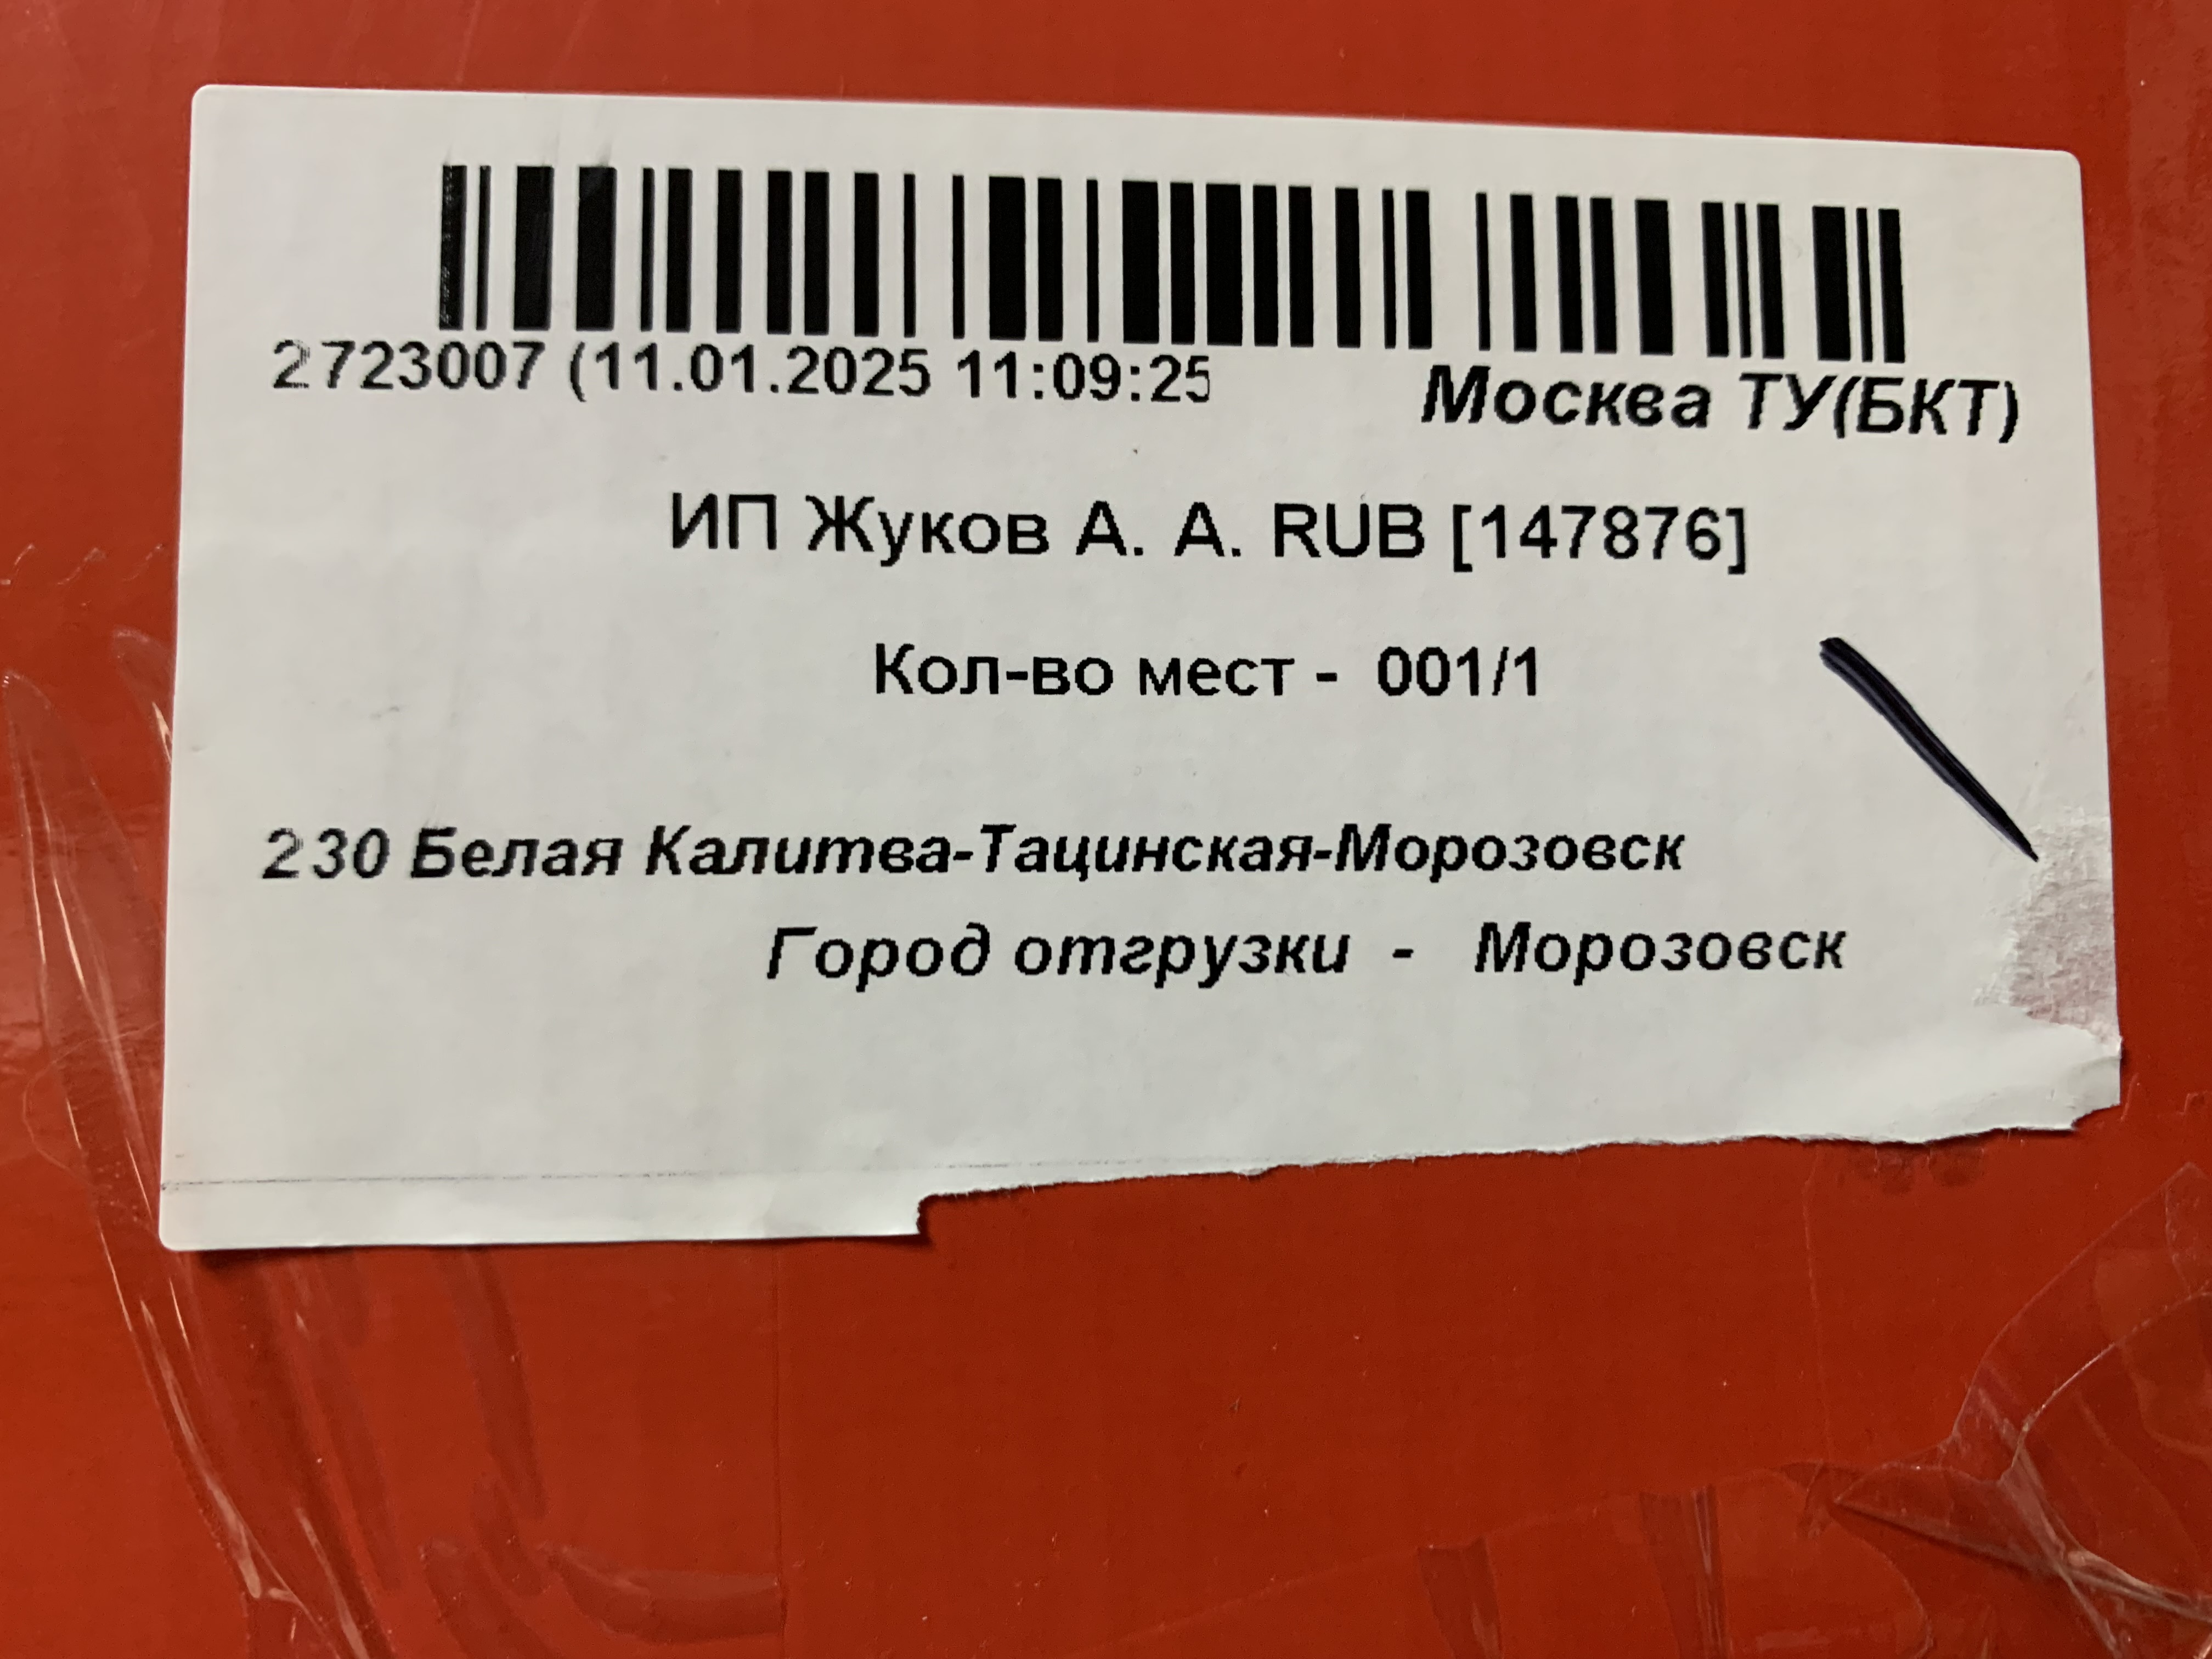 2723007 (11.01.2025 11:09:25
Москва ТУ(БКТ)
ИП Жуков А. А. RUB [147876]
Кол-во мест - 001/1
230 Белая Калитва-Тацинская-Морозовск
Город отгрузки - Морозовск